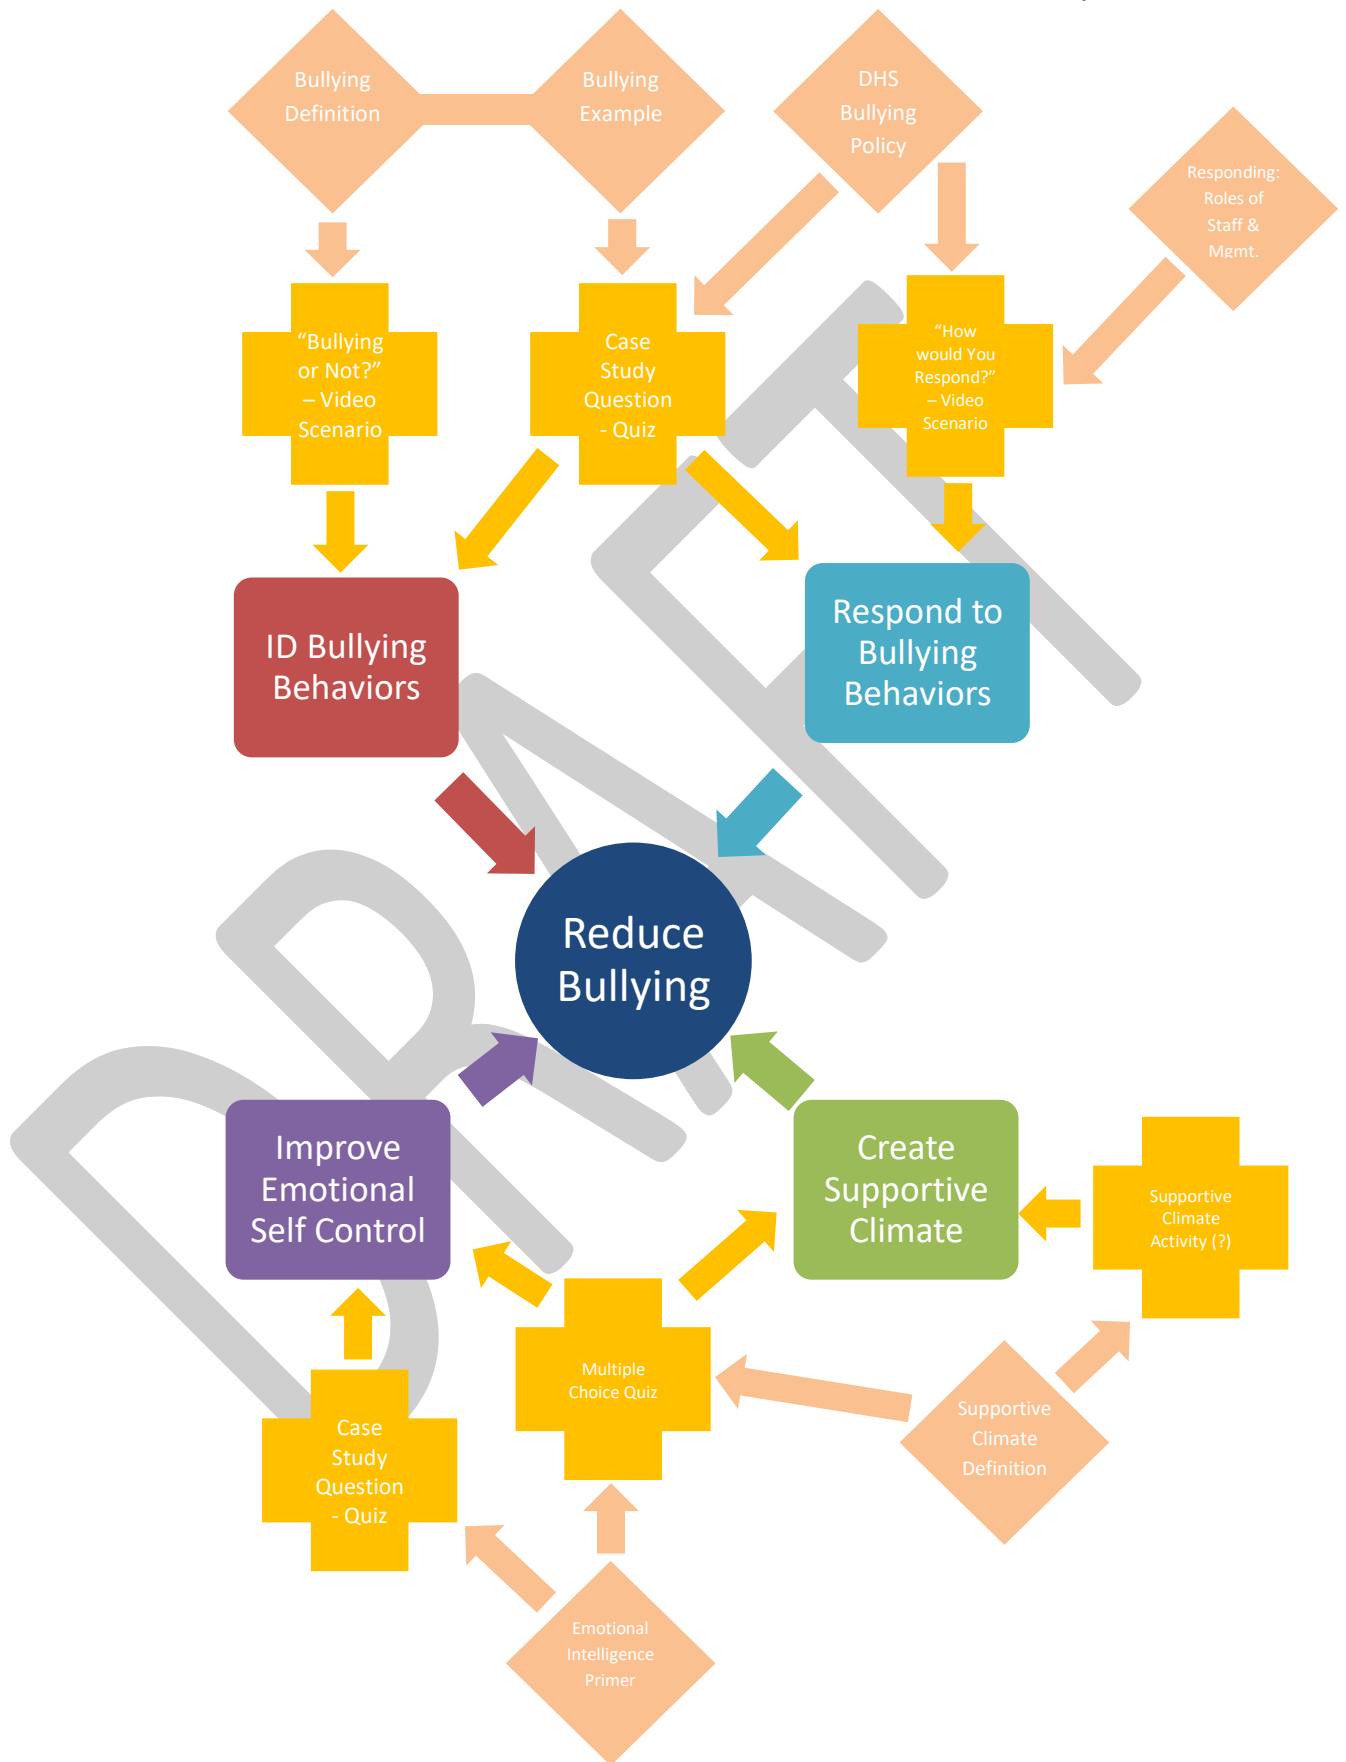 Bullying
Definition
Bullying
Example
DHS
Bullying
Policy
Responding:
Roles of
Staff &
Mgmt.
“Bullying
or Not?”
– Video
Scenario
Case
Study
Question
- Quiz
“How
would You
Respond?”
– Video
Scenario
ID Bullying
Behaviors
Respond to
Bullying
Behaviors
Reduce
Bullying
Improve
Emotional
Self Control
Create
Supportive
Climate
Supportive
Climate
Activity (?)
Multiple
Choice Quiz
Case
Study
Question
- Quiz
Supportive
Climate
Definition
Emotional
Intelligence
Primer
DRAFT